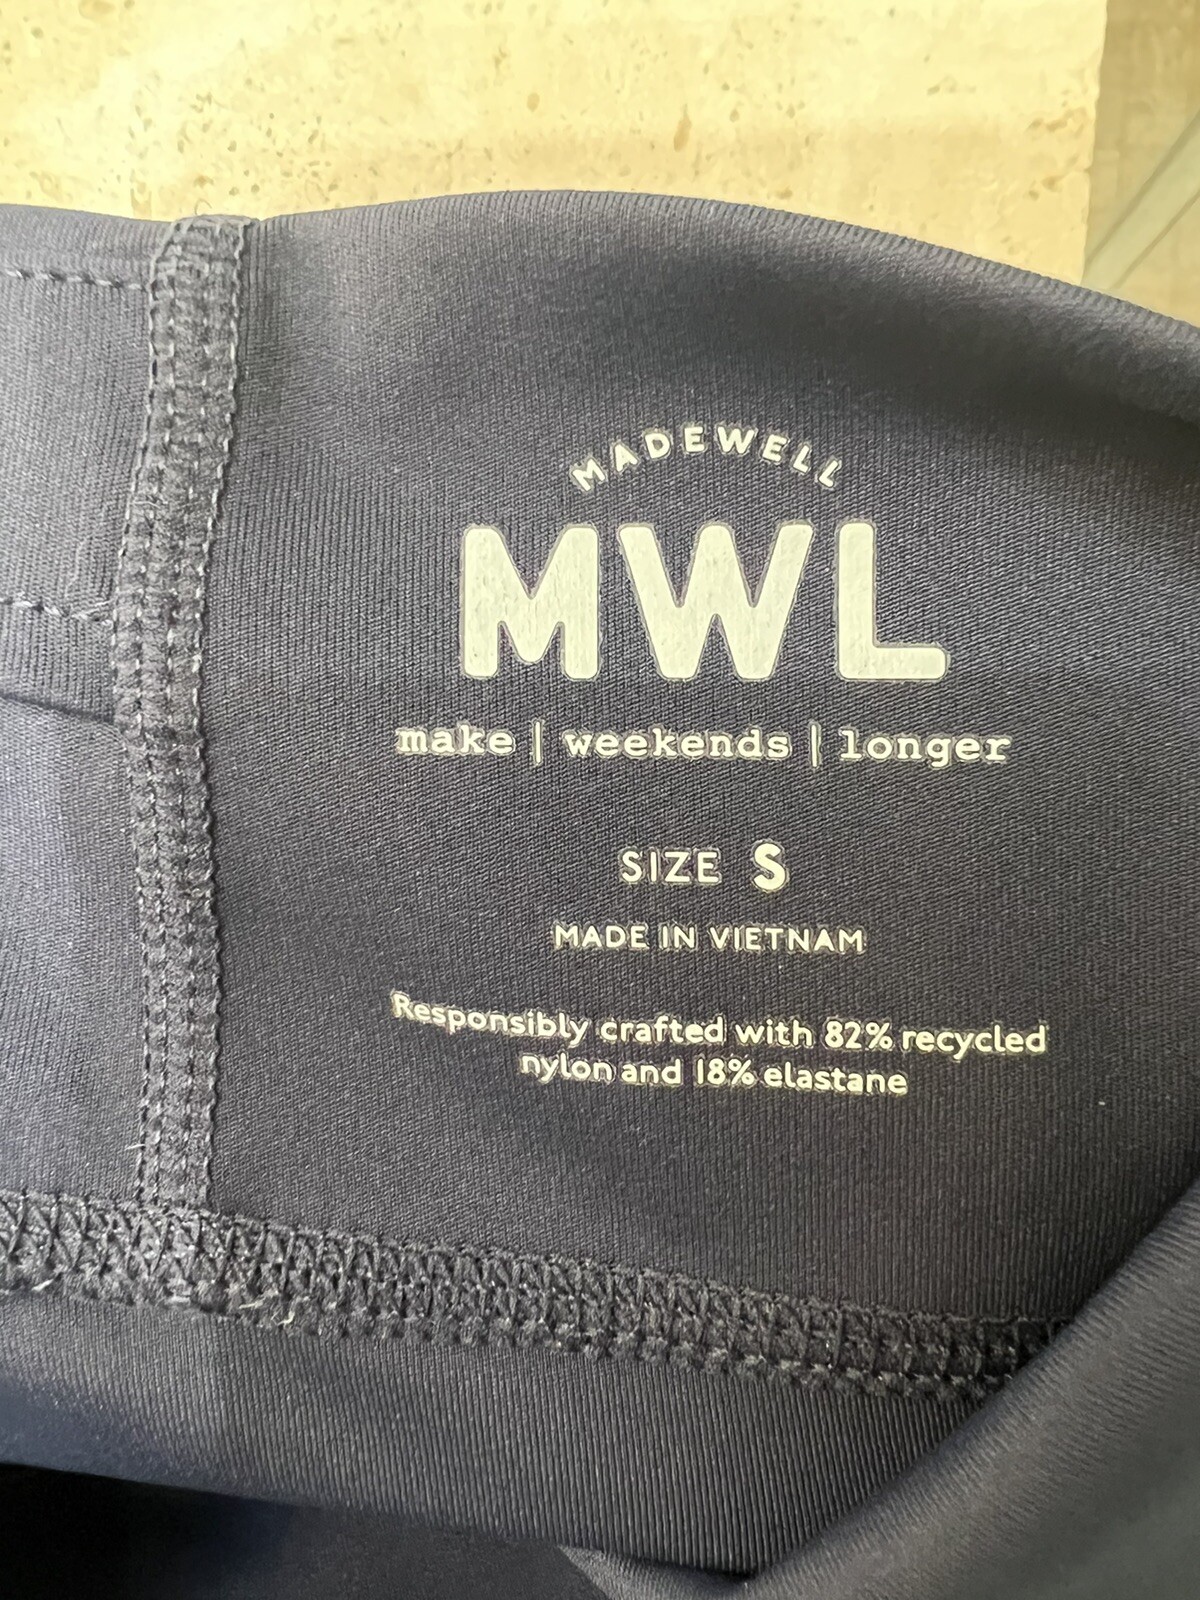 MADEWELL
MWL
make | weekends | longer
SIZE S
MADE IN VIETNAM
Responsibly crafted with 82% recycled
nylon and 18% elastane